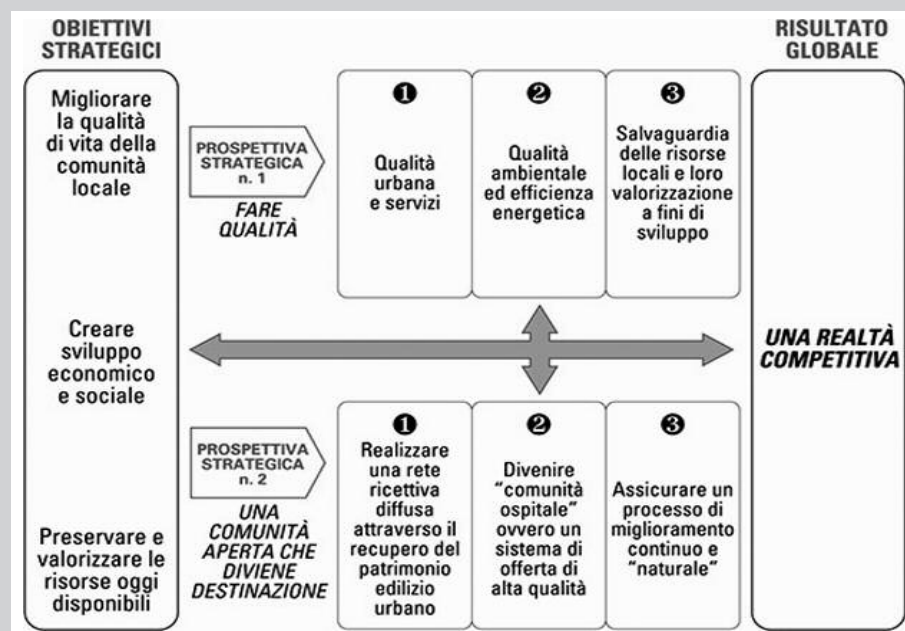 OBIETTIVI
STRATEGICI
Migliorare
la qualità
di vita della
comunità
locale
Creare
sviluppo
economico
e sociale
Preservare e
valorizzare le
risorse oggi
disponibili
PROSPETTIVA
STRATEGICA
n. 1
FARE
QUALITÀ
❶
Qualità
urbana
e servizi
❷
Qualità
ambientale
ed efficienza
energetica
❸
Salvaguardia
delle risorse
locali e loro
valorizzazione
a fini di
sviluppo
PROSPETTIVA
STRATEGICA
n. 2
UNA
COMUNITÀ
APERTA CHE
DIVIENE
DESTINAZIONE
❶
Realizzare
una rete
ricettiva
diffusa
attraverso il
recupero del
patrimonio
edilizio
urbano
❷
Divenire
“comunità
ospitale”
ovvero un
sistema di
offerta di
alta qualità
❸
Assicurare un
processo di
miglioramento
continuo e
“naturale”
RISULTATO
GLOBALE
UNA REALTÀ
COMPETITIVA